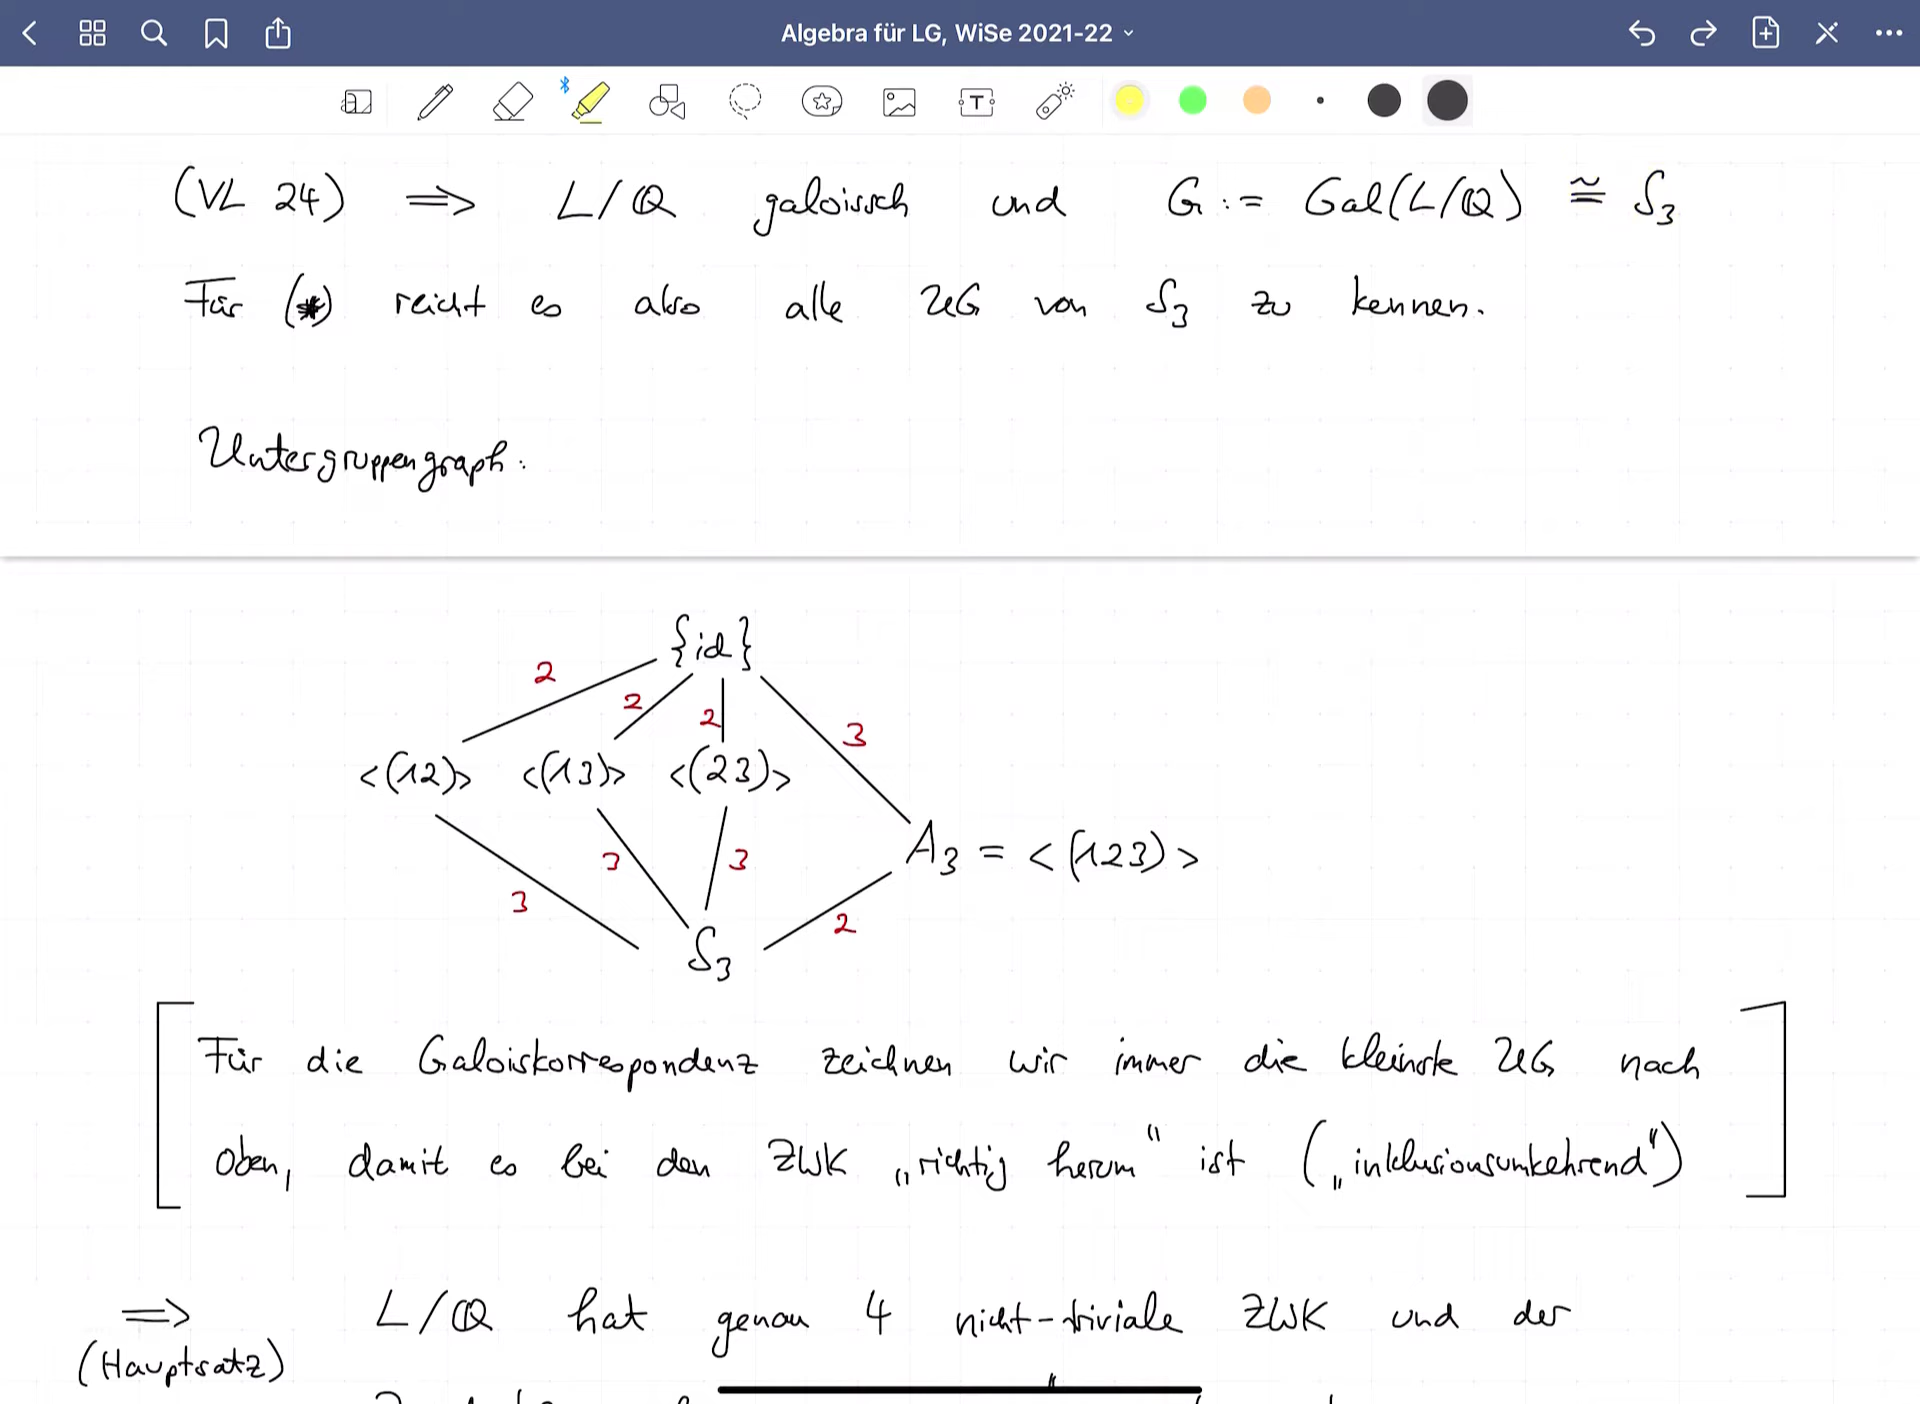 Algebra für LG, WiSe 2021-22
(VL 24) ⟹ L/ℚ galoissch und G := Gal(L/ℚ) ≅ S₃
Für (*) reicht es also alle UG von S₃ zu kennen.
Untergruppengraph:
{id}
2 2 2 3
<(12)> <(13)> <(23)>
A₃ = <(123)>
3 3 3 2
S₃
Für die Galoiskorrespondenz zeichnen wir immer die kleinste UG nach
oben, damit es bei den ZWK „richtig herum" ist („inklusionsumkehrend")
⟹ L/ℚ hat genau 4 nicht-triviale ZWK und der
(Hauptsatz)